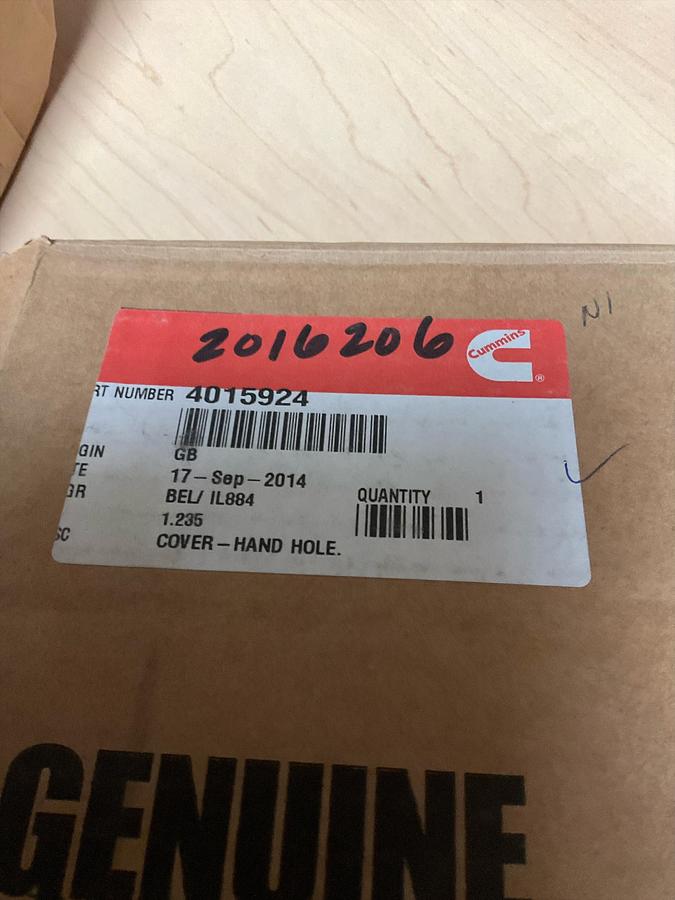 N1
2016206
Cummins
®
RT NUMBER 4015924
GIN GB
TE 17-Sep-2014
GR BEL/ IL884
QUANTITY 1
1.235
SC COVER-HAND HOLE.
GENUINE